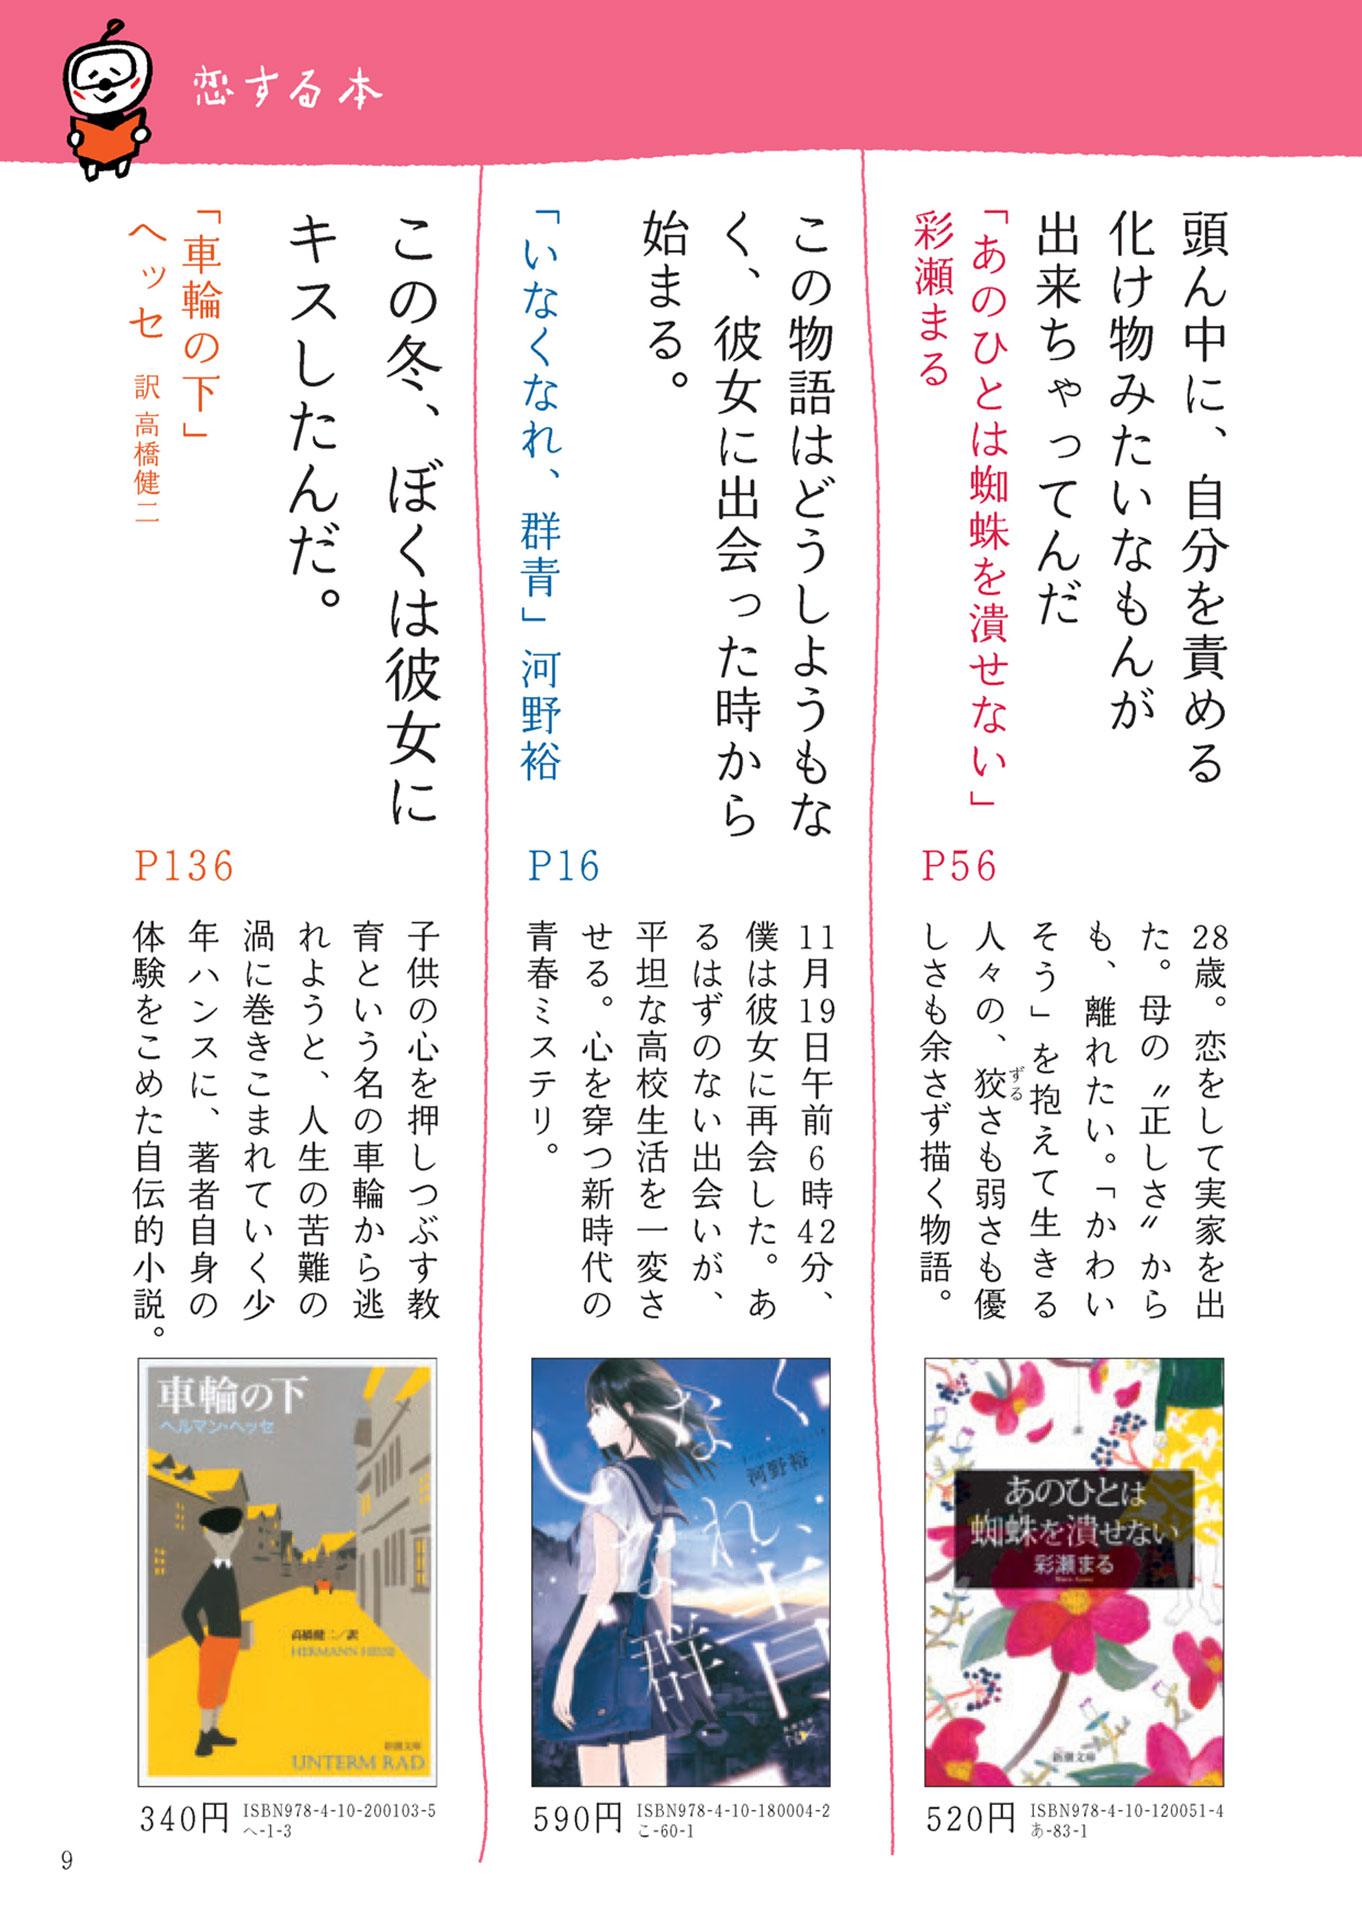 恋する本
頭ん中に、自分を責める
化け物みたいなもんが
出来ちゃってんだ
「あのひとは蜘蛛を潰せない」
彩瀬まる
P56
28歳。恋をして実家を出
た。母の〝正しさ〟から
も、離れたい。「かわい
そう」を抱えて生きる
人々の、狡さも弱さも優
ずる
しさも余さず描く物語。
あのひとは
蜘蛛を潰せない
彩瀬まる
新潮文庫
520円
ISBN978-4-10-120051-4
あ-83-1
この物語はどうしようもな
く、彼女に出会った時から
始まる。
「いなくなれ、群青」河野裕
P16
11月19日午前6時42分、
僕は彼女に再会した。あ
るはずのない出会いが、
平坦な高校生活を一変さ
せる。心を穿つ新時代の
青春ミステリ。
いなくなれ、群青
河野裕
590円
ISBN978-4-10-180004-2
こ-60-1
この冬、ぼくは彼女に
キスしたんだ。
「車輪の下」
ヘッセ 訳 高橋健二
P136
子供の心を押しつぶす教
育という名の車輪から逃
れようと、人生の苦難の
渦に巻きこまれていく少
年ハンスに、著者自身の
体験をこめた自伝的小説。
車輪の下
ヘルマン・ヘッセ
高橋健二/訳
HERMANN HESSE
新潮文庫
UNTERM RAD
340円
ISBN978-4-10-200103-5
へ-1-3
9